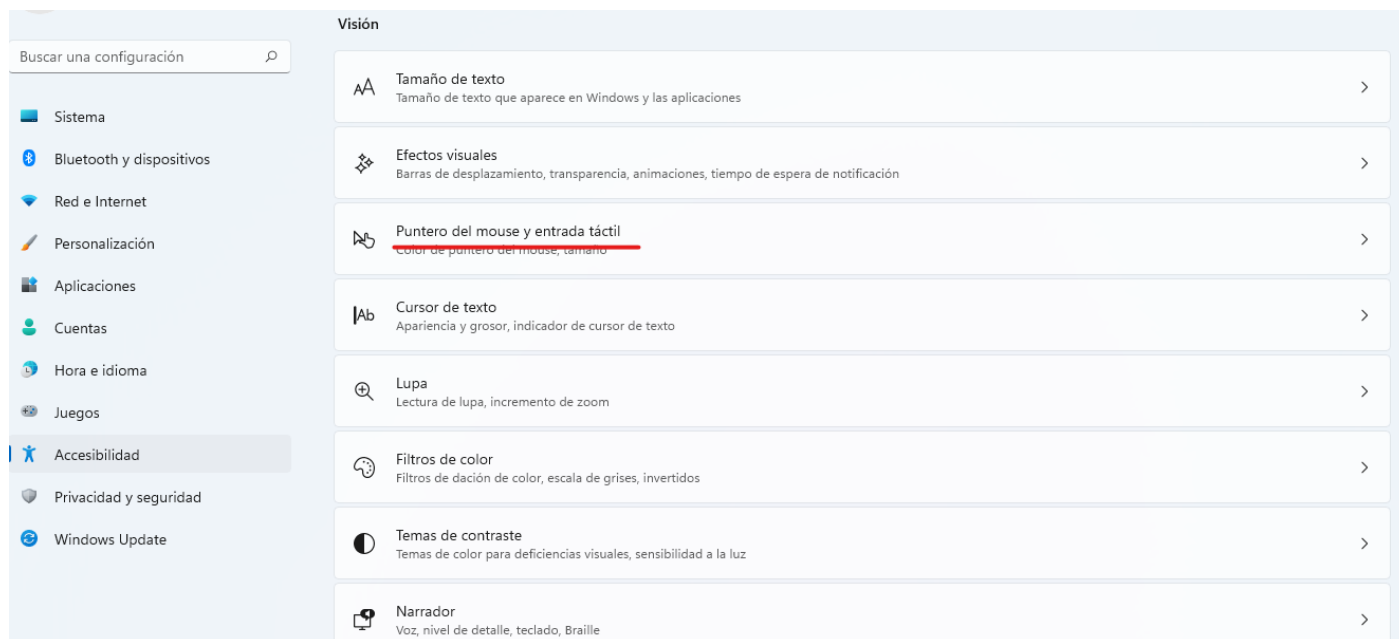 Visión
Buscar una configuración
Sistema
Bluetooth y dispositivos
Red e Internet
Personalización
Aplicaciones
Cuentas
Hora e idioma
Juegos
Accesibilidad
Privacidad y seguridad
Windows Update
Tamaño de texto
Tamaño de texto que aparece en Windows y las aplicaciones
Efectos visuales
Barras de desplazamiento, transparencia, animaciones, tiempo de espera de notificación
Puntero del mouse y entrada táctil
Color de puntero del mouse, tamaño
Ab
Cursor de texto
Apariencia y grosor, indicador de cursor de texto
Lupa
Lectura de lupa, incremento de zoom
Filtros de color
Filtros de dación de color, escala de grises, invertidos
Temas de contraste
Temas de color para deficiencias visuales, sensibilidad a la luz
Narrador
Voz, nivel de detalle, teclado, Braille